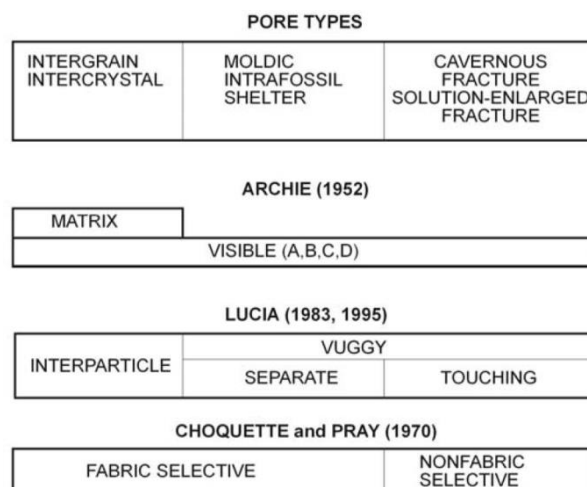 PORE TYPES
INTERGRAIN
INTERCRYSTAL
MOLDIC
INTRAFOSSIL
SHELTER
CAVERNOUS
FRACTURE
SOLUTION-ENLARGED
FRACTURE
ARCHIE (1952)
MATRIX
VISIBLE (A,B,C,D)
LUCIA (1983, 1995)
INTERPARTICLE
VUGGY
SEPARATE
TOUCHING
CHOQUETTE and PRAY (1970)
FABRIC SELECTIVE
NONFABRIC
SELECTIVE